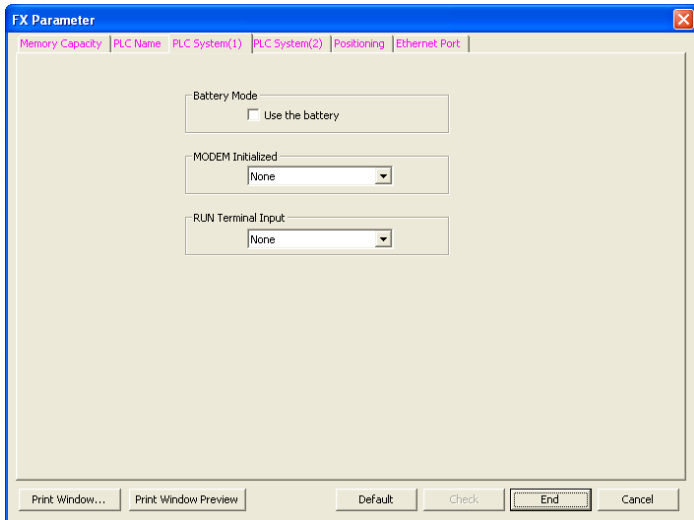 FX Parameter
Memory Capacity PLC Name PLC System(1) PLC System(2) Positioning Ethernet Port
Battery Mode
Use the battery
MODEM Initialized
None
RUN Terminal Input
None
Print Window... Print Window Preview Default Check End Cancel